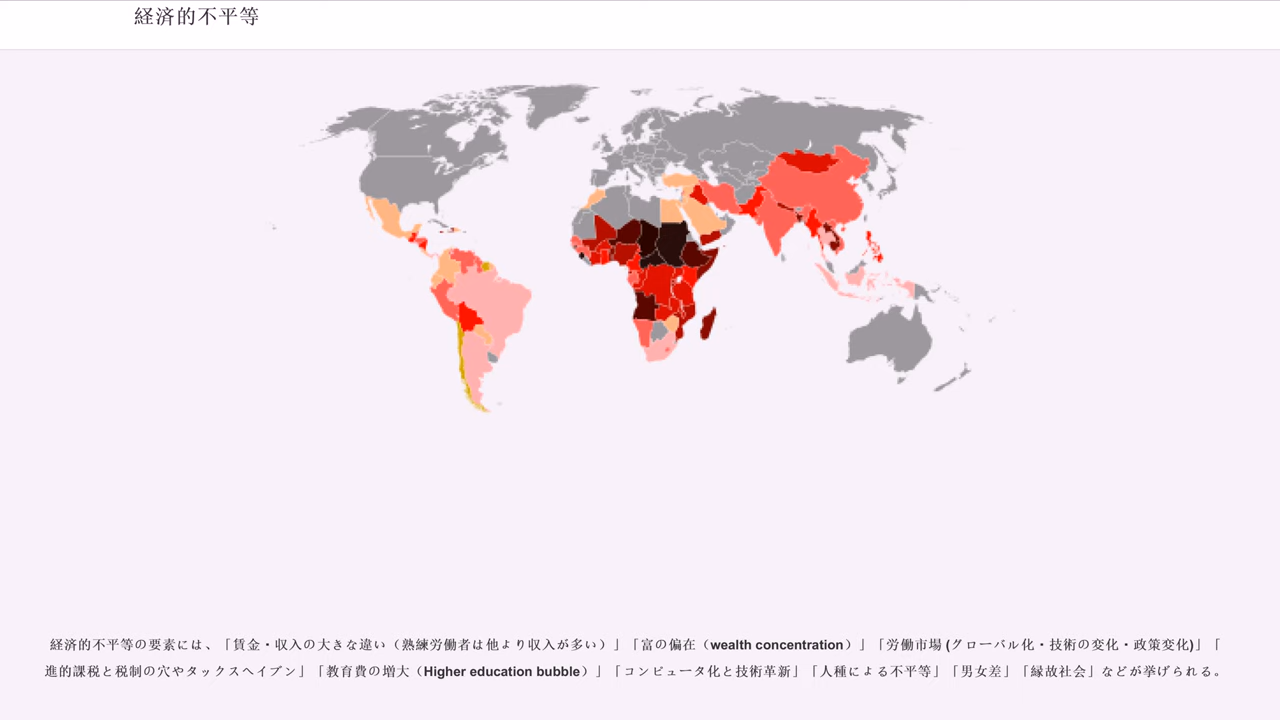 経済的不平等
経済的不平等の要素には、「賃金・収入の大きな違い（熟練労働者は他より収入が多い）」「富の偏在（wealth concentration）」「労働市場 (グローバル化・技術の変化・政策変化)」「
進的課税と税制の穴やタックスヘイブン」「教育費の増大（Higher education bubble）」「コンピュータ化と技術革新」「人種による不平等」「男女差」「縁故社会」などが挙げられる。